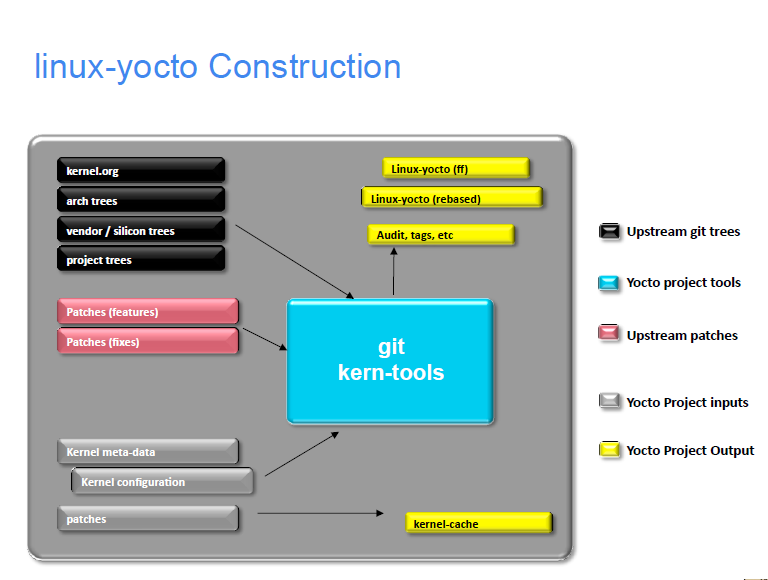 linux-yocto Construction
kernel.org
arch trees
vendor / silicon trees
project trees
Patches (features)
Patches (fixes)
Kernel meta-data
Kernel configuration
patches
Linux-yocto (ff)
Linux-yocto (rebased)
Audit, tags, etc
git
kern-tools
kernel-cache
Upstream git trees
Yocto project tools
Upstream patches
Yocto Project inputs
Yocto Project Output